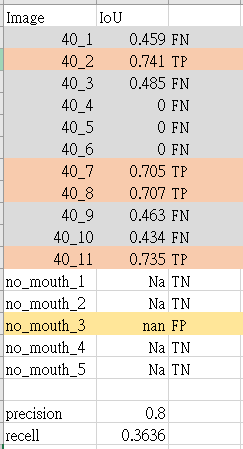 Image IoU
40_1 0.459 FN
40_2 0.741 TP
40_3 0.485 FN
40_4 0 FN
40_5 0 FN
40_6 0 FN
40_7 0.705 TP
40_8 0.707 TP
40_9 0.463 FN
40_10 0.434 FN
40_11 0.735 TP
no_mouth_1 Na TN
no_mouth_2 Na TN
no_mouth_3 nan FP
no_mouth_4 Na TN
no_mouth_5 Na TN
precision 0.8
recell 0.3636